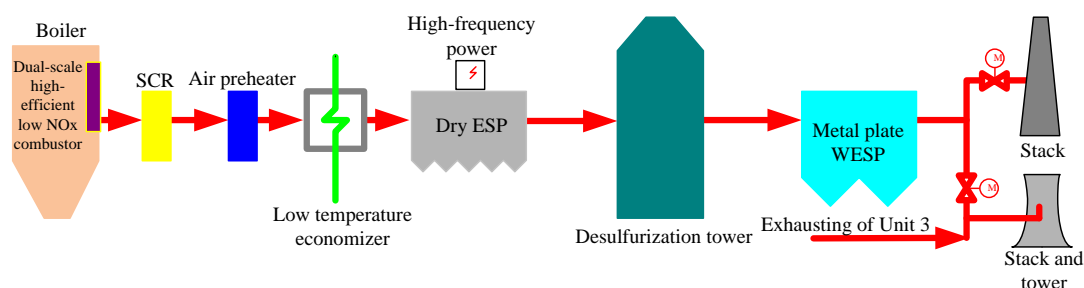 Boiler
Dual-scale
high-
efficient
low NOx
combustor
SCR
Air preheater
Low temperature
economizer
High-frequency
power
Dry ESP
Desulfurization tower
Metal plate
WESP
Exhausting of Unit 3
M
Stack
M
Stack and
tower